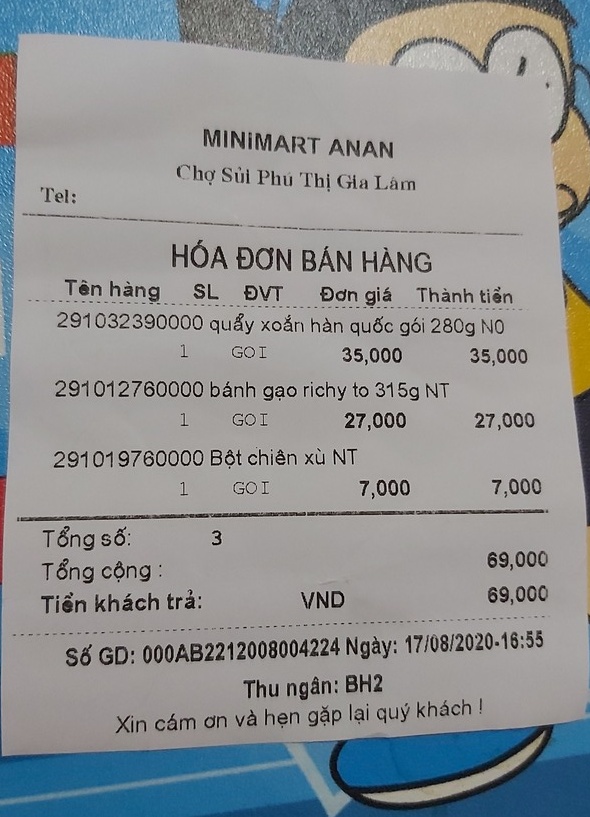 MINIMART ANAN
Chợ Sủi Phú Thị Gia Lâm
Tel:
HÓA ĐƠN BÁN HÀNG
Tên hàng SL ĐVT Đơn giá Thành tiền
291032390000 quẩy xoắn hàn quốc gói 280g N0
1 GOI 35,000 35,000
291012760000 bánh gạo richy to 315g NT
1 GOI 27,000 27,000
291019760000 Bột chiên xù NT
1 GOI 7,000 7,000
Tổng số: 3
Tổng cộng : 69,000
Tiền khách trả: VND 69,000
Số GD: 000AB2212008004224 Ngày: 17/08/2020-16:55
Thu ngân: BH2
Xin cám ơn và hẹn gặp lại quý khách !